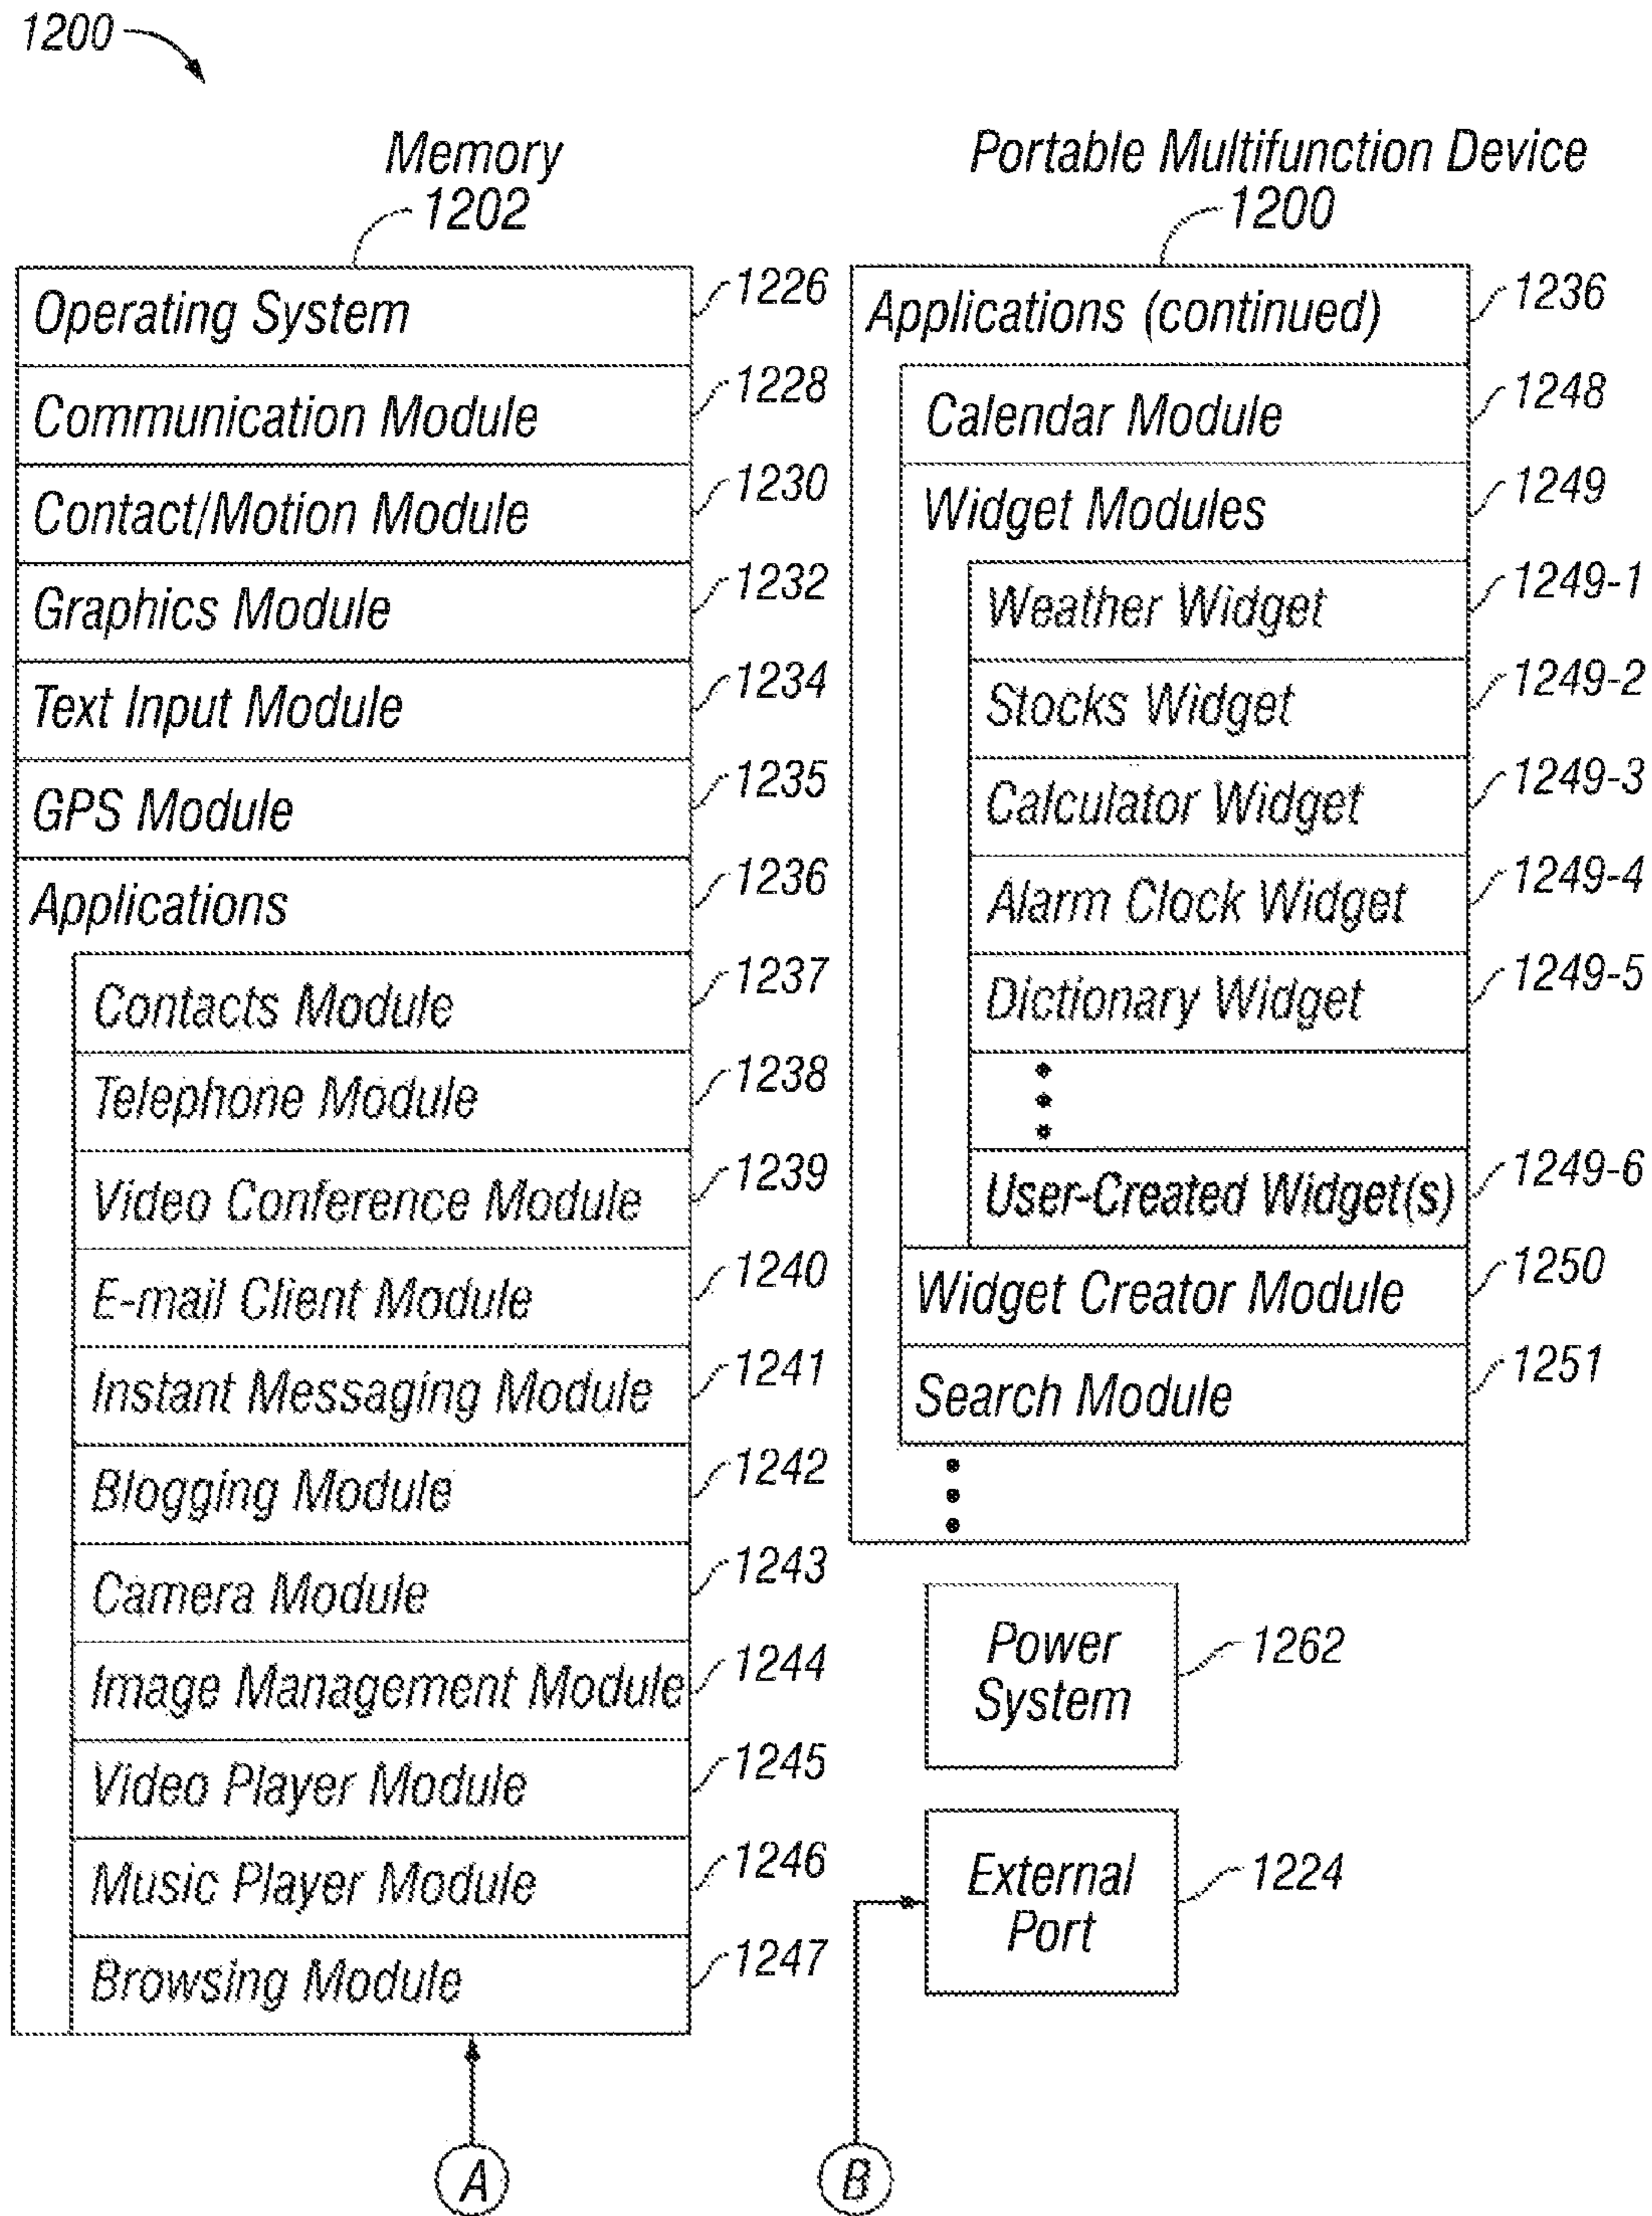 1200
Memory
1202
Operating System 1226
Communication Module 1228
Contact/Motion Module 1230
Graphics Module 1232
Text Input Module 1234
GPS Module 1235
Applications 1236
Contacts Module 1237
Telephone Module 1238
Video Conference Module 1239
E-mail Client Module 1240
Instant Messaging Module 1241
Blogging Module 1242
Camera Module 1243
Image Management Module 1244
Video Player Module 1245
Music Player Module 1246
Browsing Module 1247
A
Portable Multifunction Device
1200
Applications (continued) 1236
Calendar Module 1248
Widget Modules 1249
Weather Widget 1249-1
Stocks Widget 1249-2
Calculator Widget 1249-3
Alarm Clock Widget 1249-4
Dictionary Widget 1249-5
User-Created Widget(s) 1249-6
Widget Creator Module 1250
Search Module 1251
Power
System 1262
External
Port 1224
B